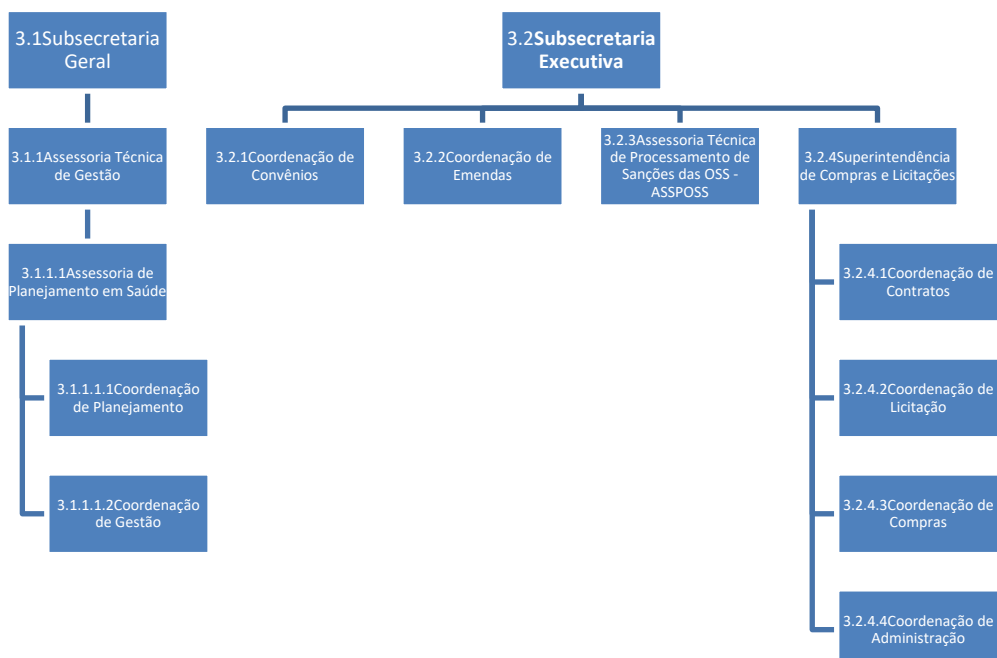 3.1Subsecretaria
Geral
3.2Subsecretaria
Executiva
3.1.1Assessoria Técnica
de Gestão
3.2.1Coordenação de
Convênios
3.2.2Coordenação de
Emendas
3.2.3Assessoria Técnica
de Processamento de
Sanções das OSS -
ASSPOSS
3.2.4Superintendência
de Compras e Licitações
3.1.1.1Assessoria de
Planejamento em Saúde
3.2.4.1Coordenação de
Contratos
3.1.1.1.1Coordenação
de Planejamento
3.2.4.2Coordenação de
Licitação
3.1.1.1.2Coordenação
de Gestão
3.2.4.3Coordenação de
Compras
3.2.4.4Coordenação de
Administração